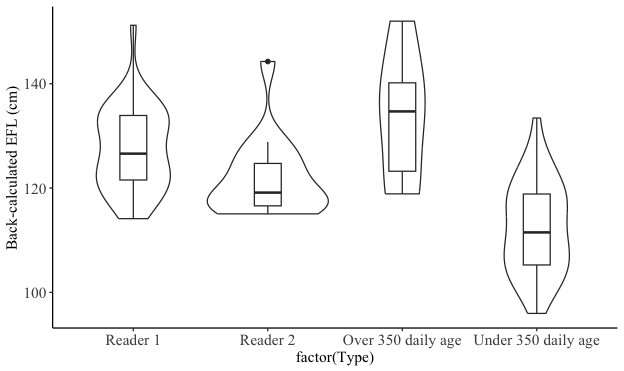 Back-calculated EFL (cm)
140
120
100
Reader 1 Reader 2 Over 350 daily age Under 350 daily age
factor(Type)